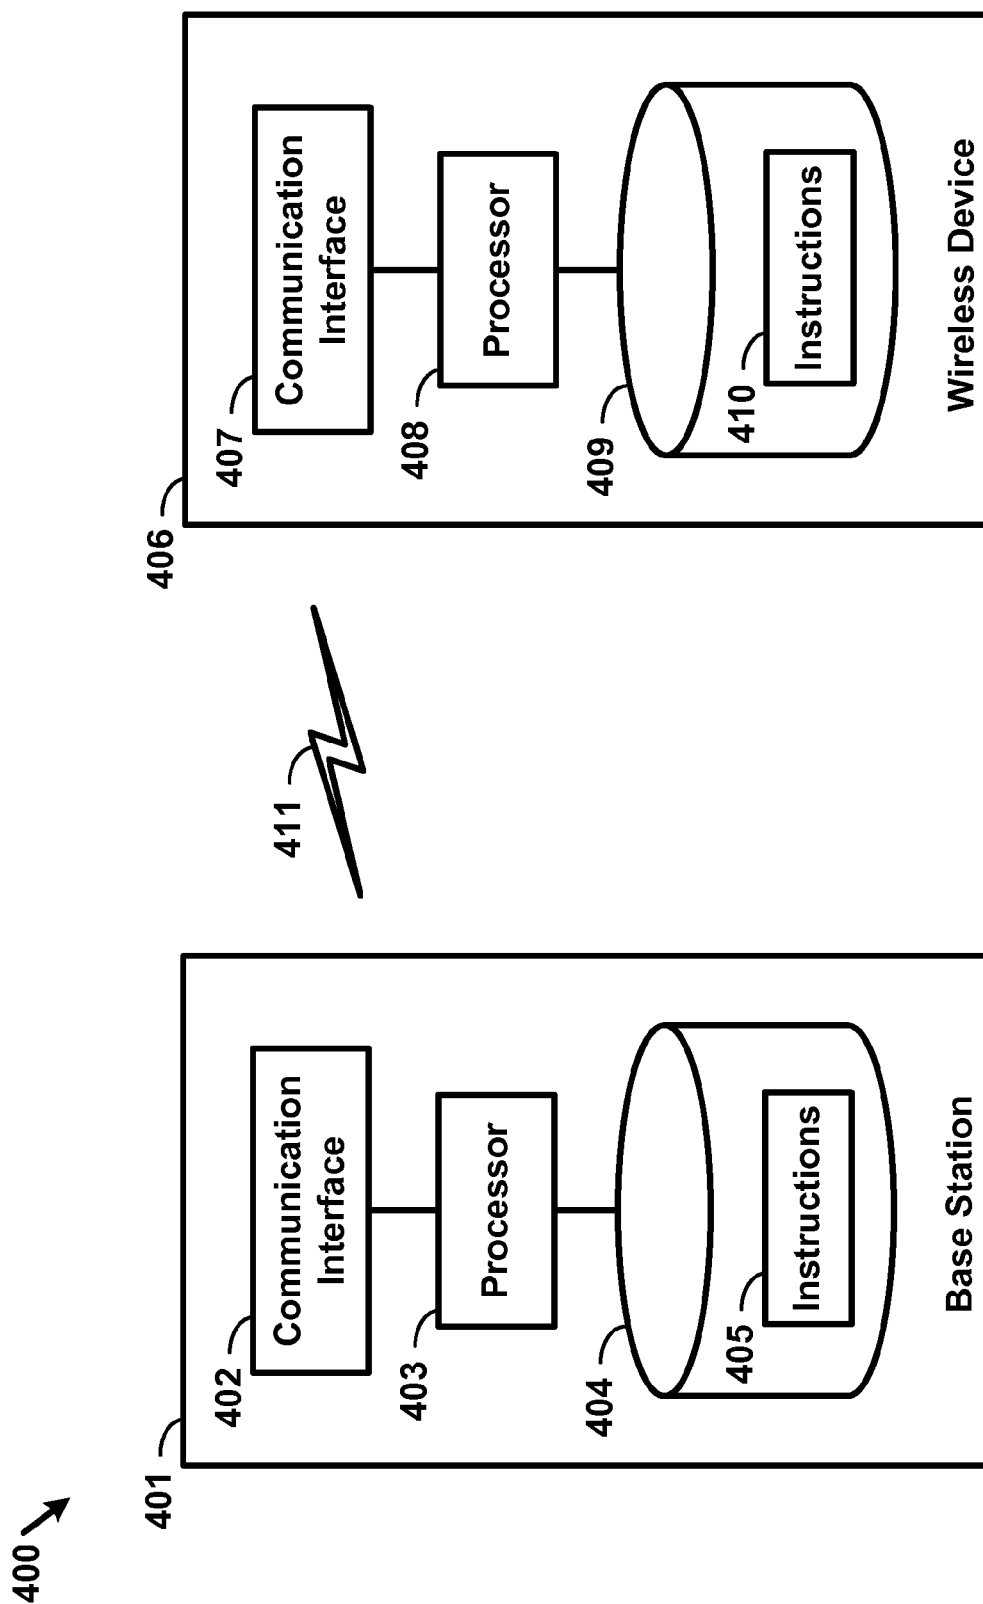 400
401
402
Communication
Interface
403
Processor
404
405
Instructions
Base Station
411
406
407
Communication
Interface
408
Processor
409
410
Instructions
Wireless Device